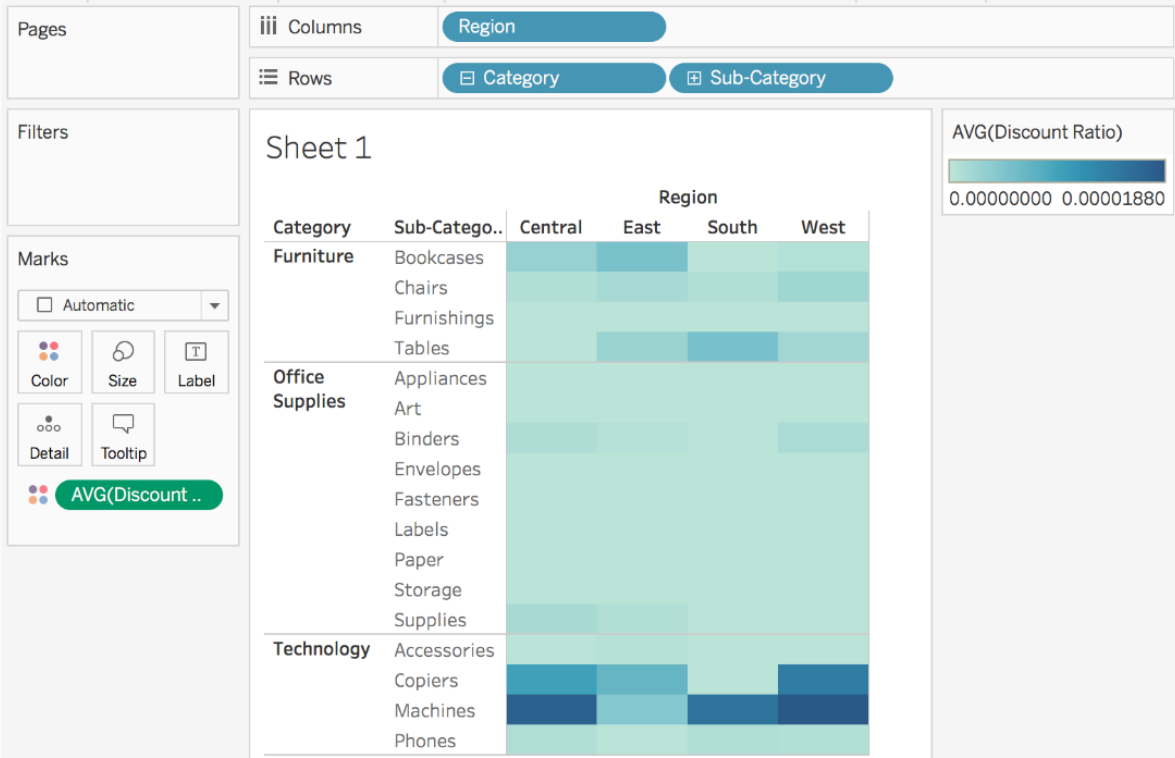 Pages
Columns
Region
Rows
Category
Sub-Category
Filters
Marks
Automatic
Color
Size
T
Label
Detail
Tooltip
AVG(Discount ..
Sheet 1
Region
Category
Sub-Catego..
Central
East
South
West
Furniture
Bookcases
Chairs
Furnishings
Tables
Office
Supplies
Appliances
Art
Binders
Envelopes
Fasteners
Labels
Paper
Storage
Supplies
Technology
Accessories
Copiers
Machines
Phones
AVG(Discount Ratio)
0.00000000 0.00001880